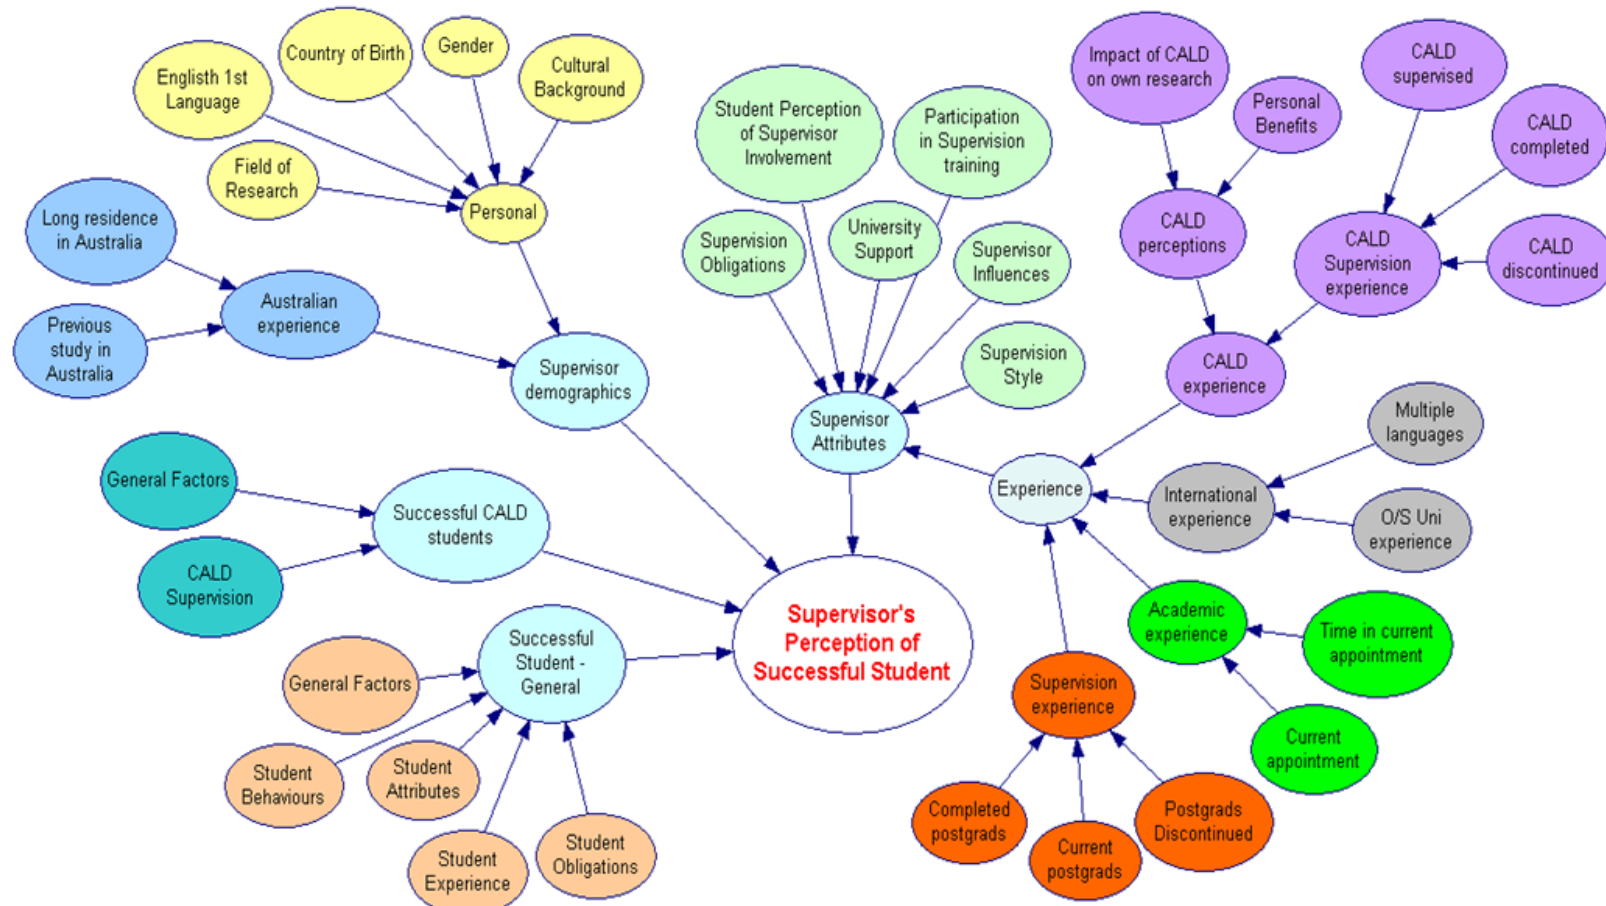 Country of Birth
Gender
Englisth 1st
Language
Cultural
Background
Field of
Research
Personal
Long residence
in Australia
Australian
experience
Previous
study in
Australia
Supervisor
demographics
Student Perception
of Supervisor
Involvement
Participation
in Supervision
training
Supervision
Obligations
University
Support
Supervisor
Influences
Supervision
Style
Supervisor
Attributes
Impact of CALD
on own research
Personal
Benefits
CALD
supervised
CALD
completed
CALD
perceptions
CALD
Supervision
experience
CALD
discontinued
CALD
experience
Multiple
languages
Experience
International
experience
O/S Uni
experience
General Factors
Successful CALD
students
CALD
Supervision
Supervisor's
Perception of
Successful Student
Successful
Student -
General
General Factors
Student
Behaviours
Student
Attributes
Student
Experience
Student
Obligations
Academic
experience
Time in current
appointment
Current
appointment
Supervision
experience
Completed
postgrads
Current
postgrads
Postgrads
Discontinued